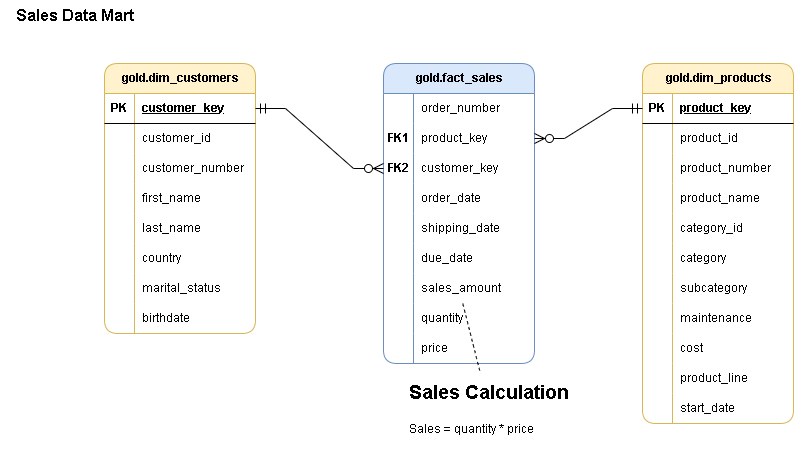 Sales Data Mart
gold.dim_customers
PK customer_key
customer_id
customer_number
first_name
last_name
country
marital_status
birthdate
gold.fact_sales
order_number
FK1 product_key
FK2 customer_key
order_date
shipping_date
due_date
sales_amount
quantity
price
Sales Calculation
Sales = quantity * price
gold.dim_products
PK product_key
product_id
product_number
product_name
category_id
category
subcategory
maintenance
cost
product_line
start_date